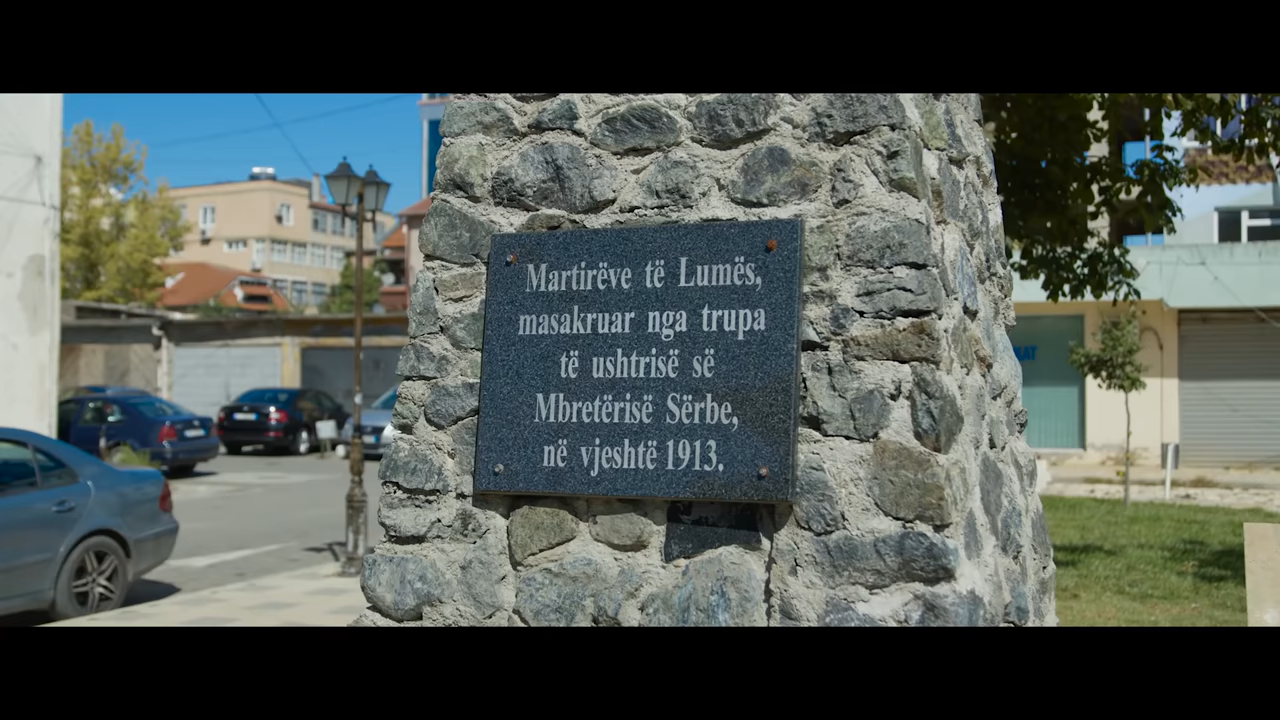 Martirëve të Lumës,
masakruar nga trupa
të ushtrisë së
Mbretërisë Sërbe,
në vjeshtë 1913.